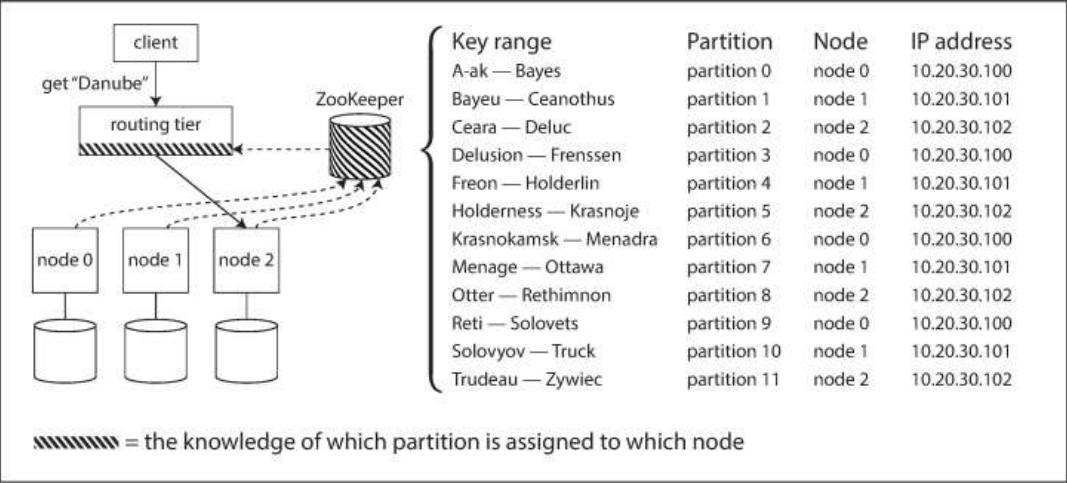 client
get “Danube”
routing tier
ZooKeeper
node 0 node 1 node 2
Key range Partition Node IP address
A-ak — Bayes partition 0 node 0 10.20.30.100
Bayeu — Ceanothus partition 1 node 1 10.20.30.101
Ceara — Deluc partition 2 node 2 10.20.30.102
Delusion — Frenssen partition 3 node 0 10.20.30.100
Freon — Holderlin partition 4 node 1 10.20.30.101
Holderness — Krasnoje partition 5 node 2 10.20.30.102
Krasnokamsk — Menadra partition 6 node 0 10.20.30.100
Menage — Ottawa partition 7 node 1 10.20.30.101
Otter — Rethimnon partition 8 node 2 10.20.30.102
Reti — Solovets partition 9 node 0 10.20.30.100
Solovyov — Truck partition 10 node 1 10.20.30.101
Trudeau — Zywiec partition 11 node 2 10.20.30.102
= the knowledge of which partition is assigned to which node